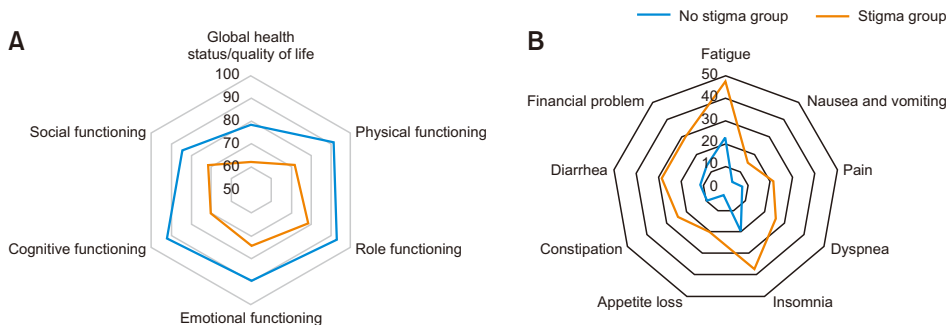 No stigma group
Stigma group
A
Global health
status/quality of life
100
90
80
70
60
50
Physical functioning
Role functioning
Emotional functioning
Cognitive functioning
Social functioning
B
Fatigue
50
40
30
20
10
0
Nausea and vomiting
Pain
Dyspnea
Insomnia
Appetite loss
Constipation
Diarrhea
Financial problem